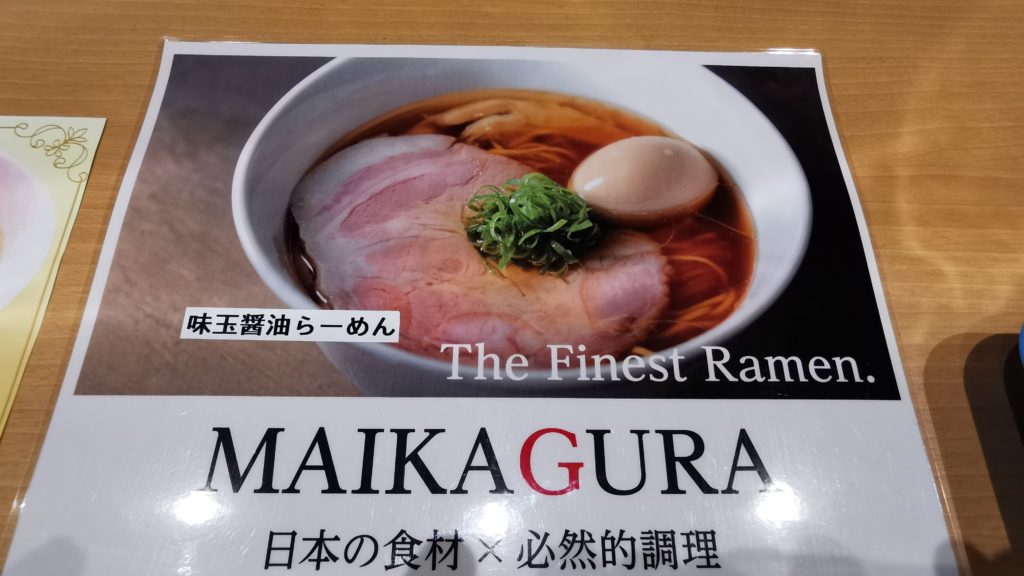 味玉醤油らーめん
The Finest Ramen.
MAIKAGURA
日本の食材 × 必然的調理